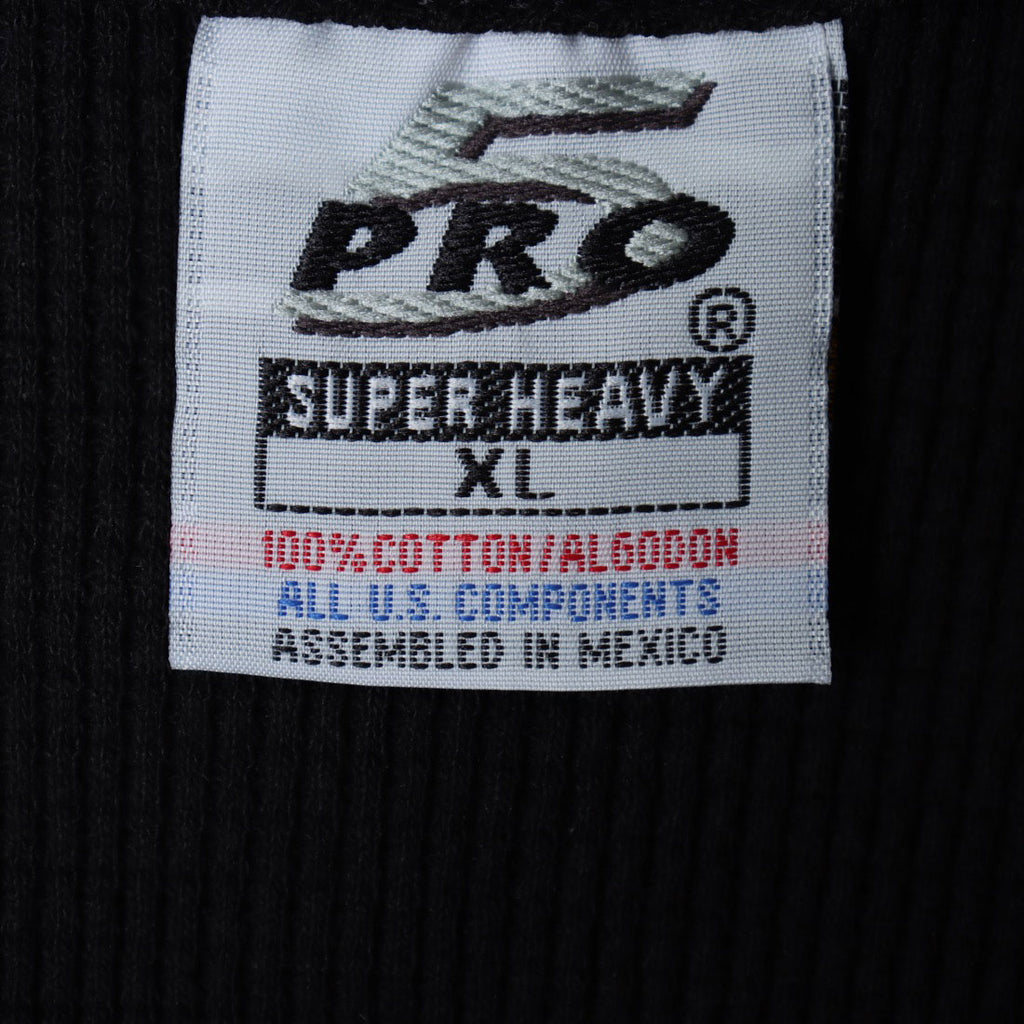 5
PRO
®
SUPER HEAVY
XL
100% COTTON/ALGODON
ALL U.S. COMPONENTS
ASSEMBLED IN MEXICO